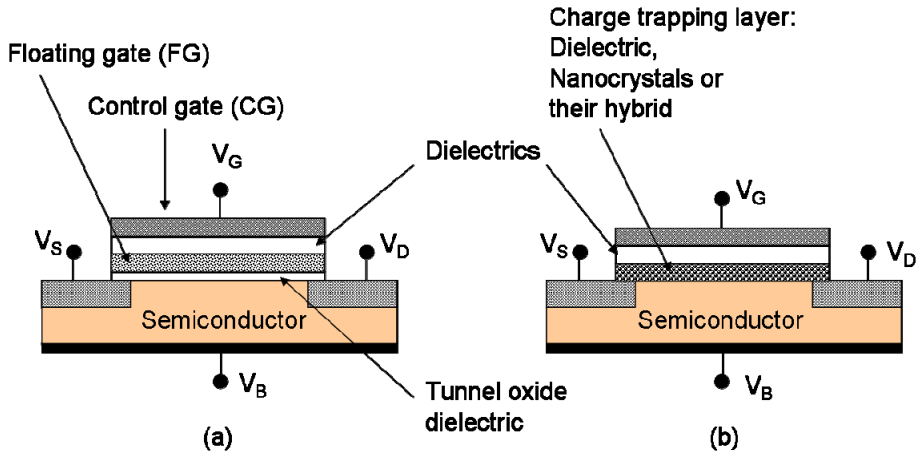 Charge trapping layer:
Dielectric,
Nanocrystals or
their hybrid
Floating gate (FG)
Control gate (CG)
Dielectrics
V_G
V_G
V_S
V_D
V_S
V_D
Semiconductor
Semiconductor
V_B
V_B
Tunnel oxide
dielectric
(a)
(b)